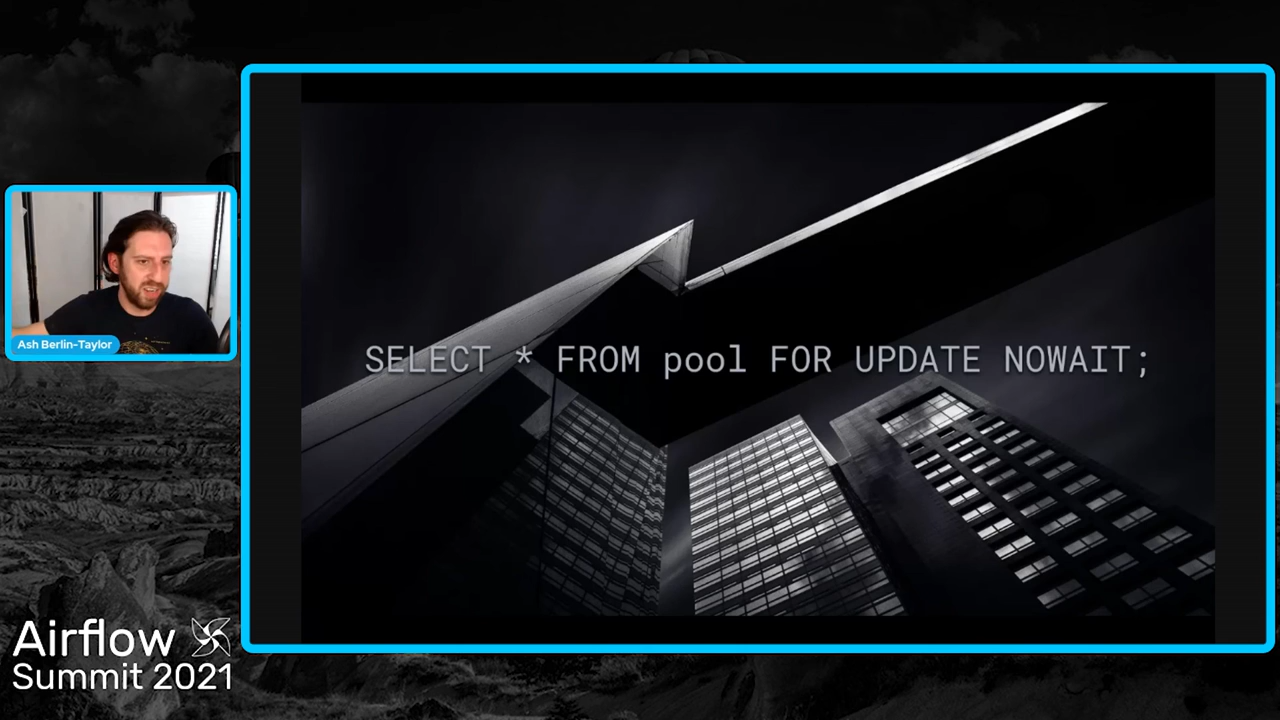 Ash Berlin-Taylor
SELECT * FROM pool FOR UPDATE NOWAIT;
Airflow
Summit 2021